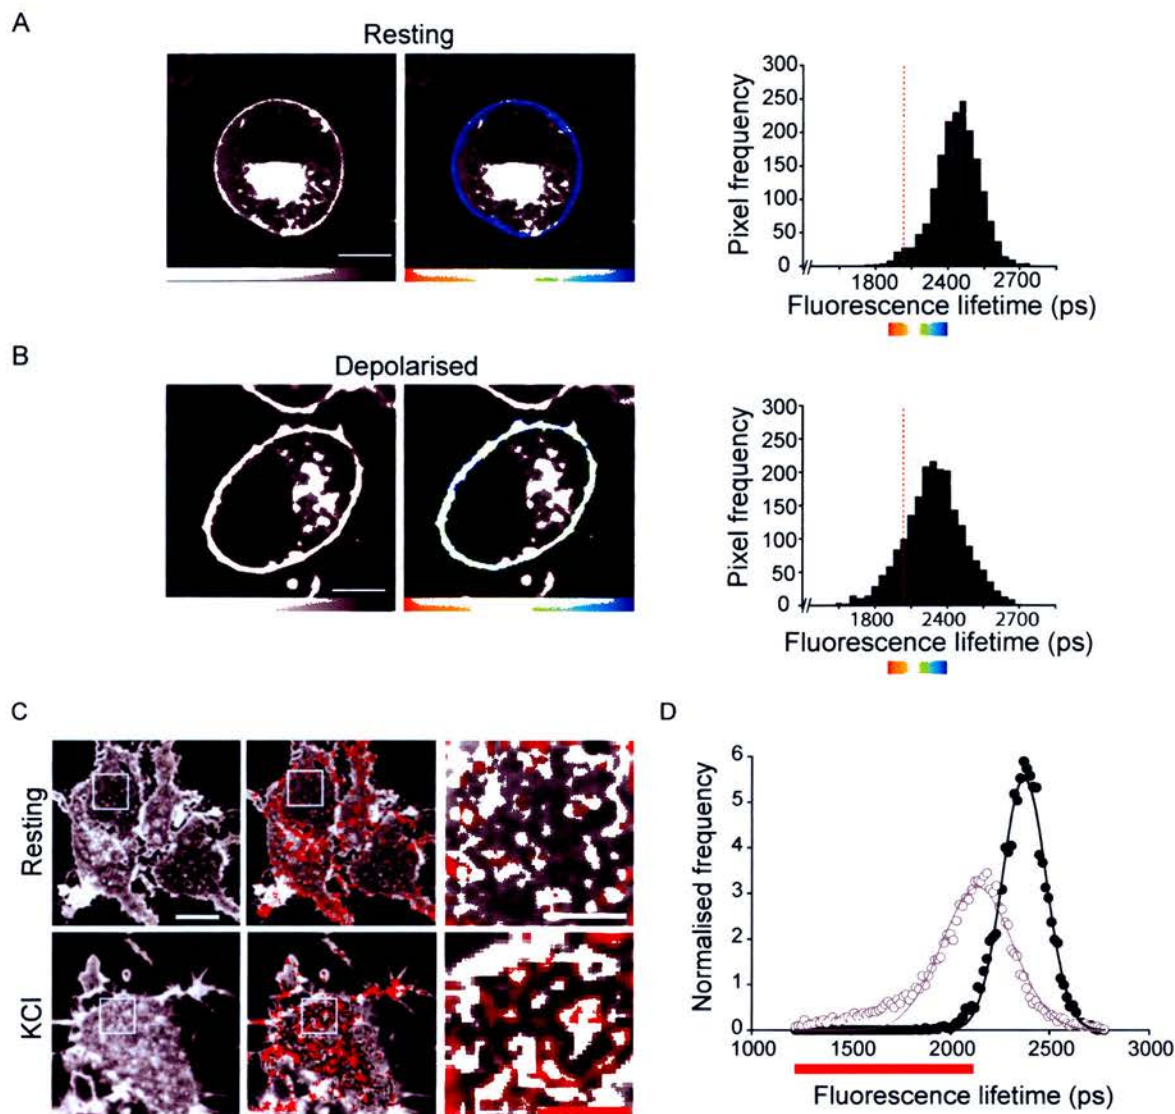 A
Resting
300
250
200
150
100
50
0
Pixel frequency
1800 2400 2700
Fluorescence lifetime (ps)
B
Depolarised
300
250
200
150
100
50
0
Pixel frequency
1800 2400 2700
Fluorescence lifetime (ps)
C
Resting
KCl
D
6
5
4
3
2
1
0
Normalised frequency
1000 1500 2000 2500 3000
Fluorescence lifetime (ps)